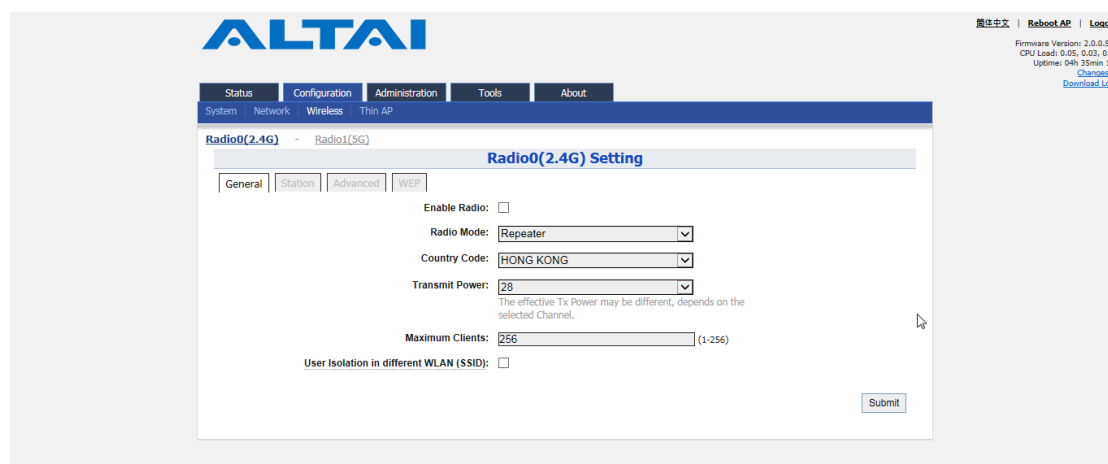 ALTAI
简体中文 | Reboot AP |
Firmware Version: 2.0.0.
CPU Load: 0.05, 0.03, 0.
Uptime: 04h 35min
Changes
Download
Status Configuration Administration Tools About
System Network Wireless Thin AP
Radio0(2.4G) - Radio1(5G)
Radio0(2.4G) Setting
General Station Advanced WEP
Enable Radio:
Radio Mode: Repeater
Country Code: HONG KONG
Transmit Power: 28
The effective Tx Power may be different, depends on the
selected Channel.
Maximum Clients: 256 (1-256)
User Isolation in different WLAN (SSID):
Submit